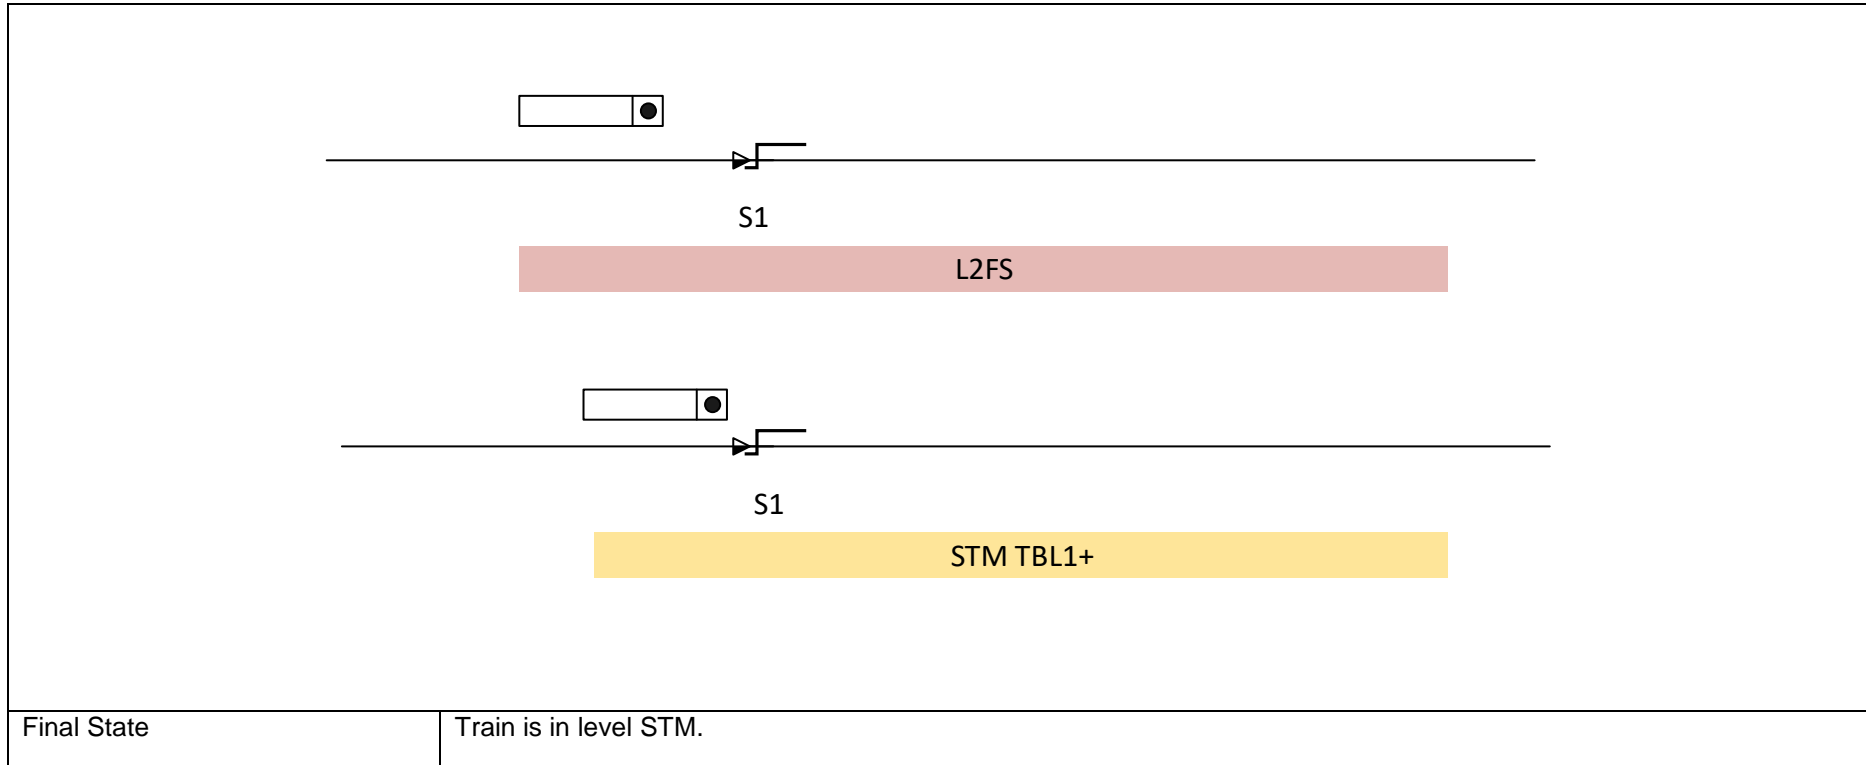 S1
L2FS
S1
STM TBL1+
Final State
Train is in level STM.